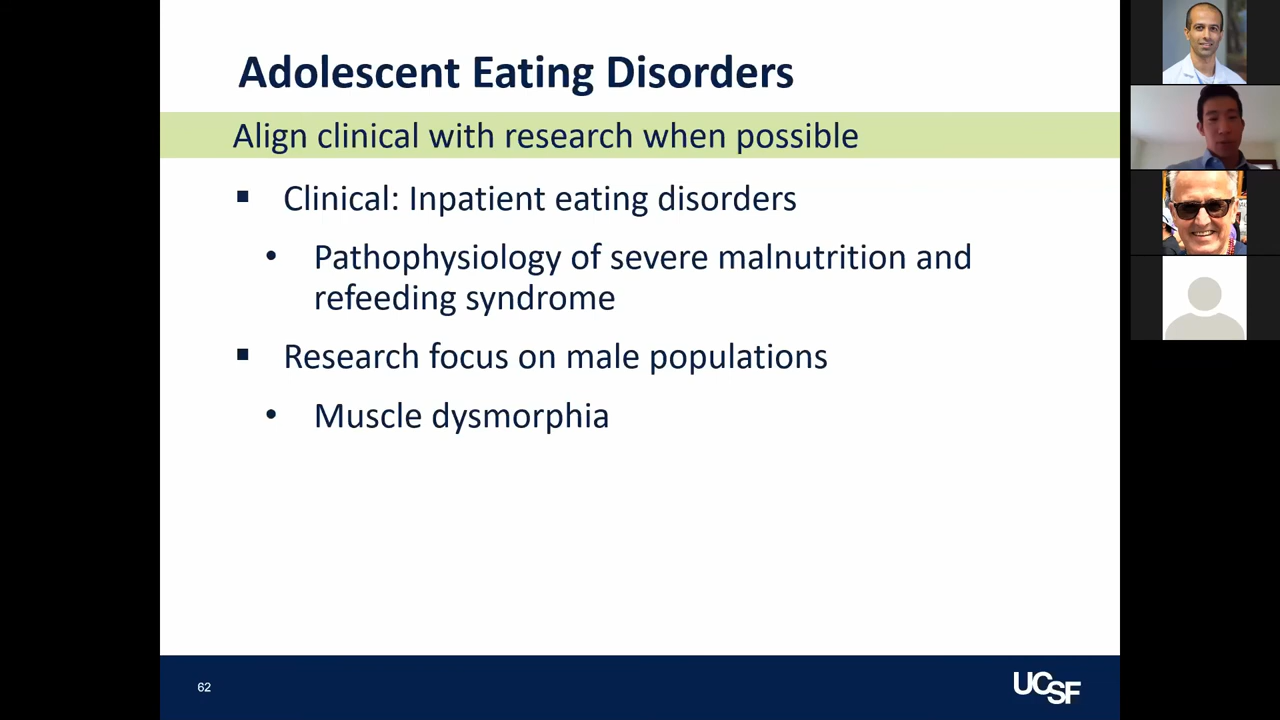 Adolescent Eating Disorders
Align clinical with research when possible
▪ Clinical: Inpatient eating disorders
• Pathophysiology of severe malnutrition and
refeeding syndrome
▪ Research focus on male populations
• Muscle dysmorphia
62
UCSF